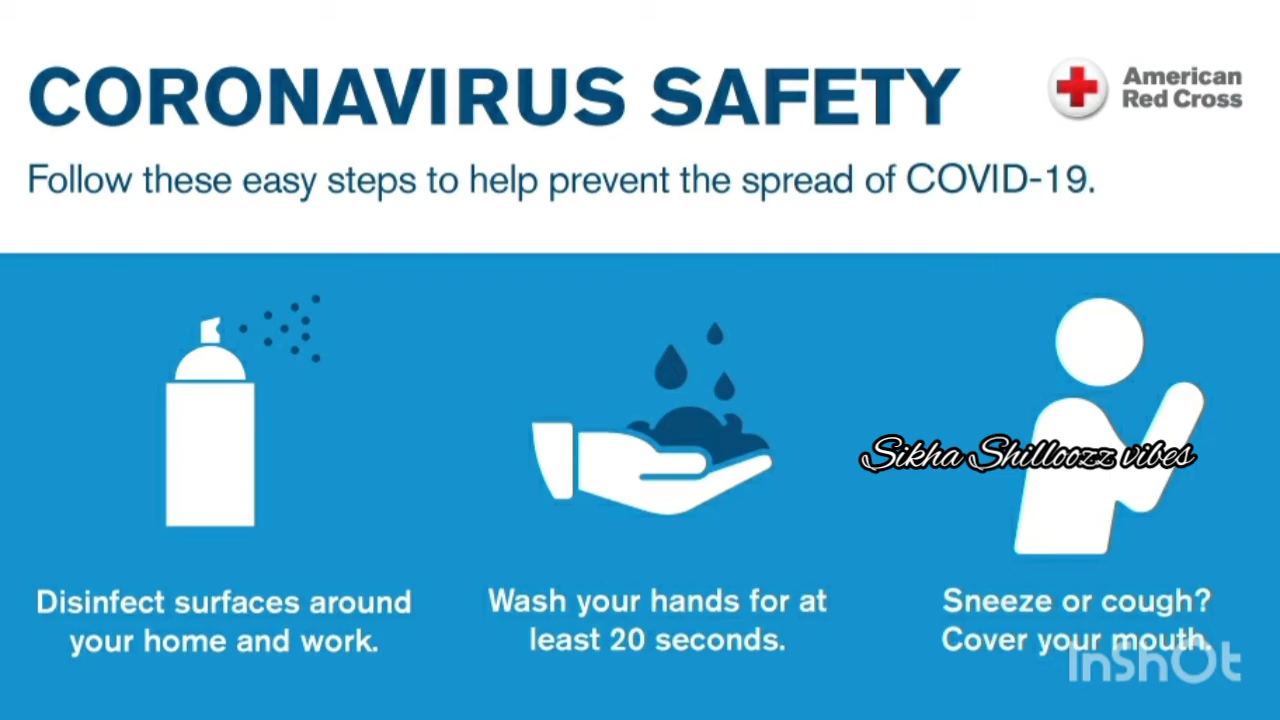 CORONAVIRUS SAFETY
American
Red Cross
Follow these easy steps to help prevent the spread of COVID-19.
Sikha Shilloozz vibes
Disinfect surfaces around
your home and work.
Wash your hands for at
least 20 seconds.
Sneeze or cough?
Cover your mouth.
InShOt